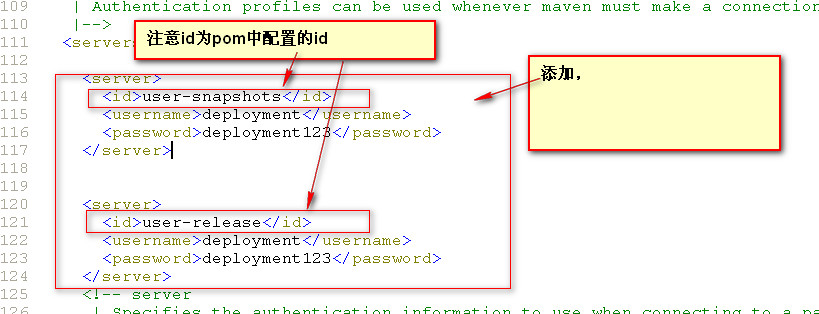 109 | Authentication profiles can be used whenever maven must make a connection
110 |-->
111 <servers
注意id为pom中配置的id
112
添加，
113 <server>
114 <id>user-snapshots</id>
115 <username>deployment</username>
116 <password>deployment123</password>
117 </server>
118
119
120 <server>
121 <id>user-release</id>
122 <username>deployment</username>
123 <password>deployment123</password>
124 </server>
125 <!-- server
126 | Specifies the authentication information to use when connecting to a pa